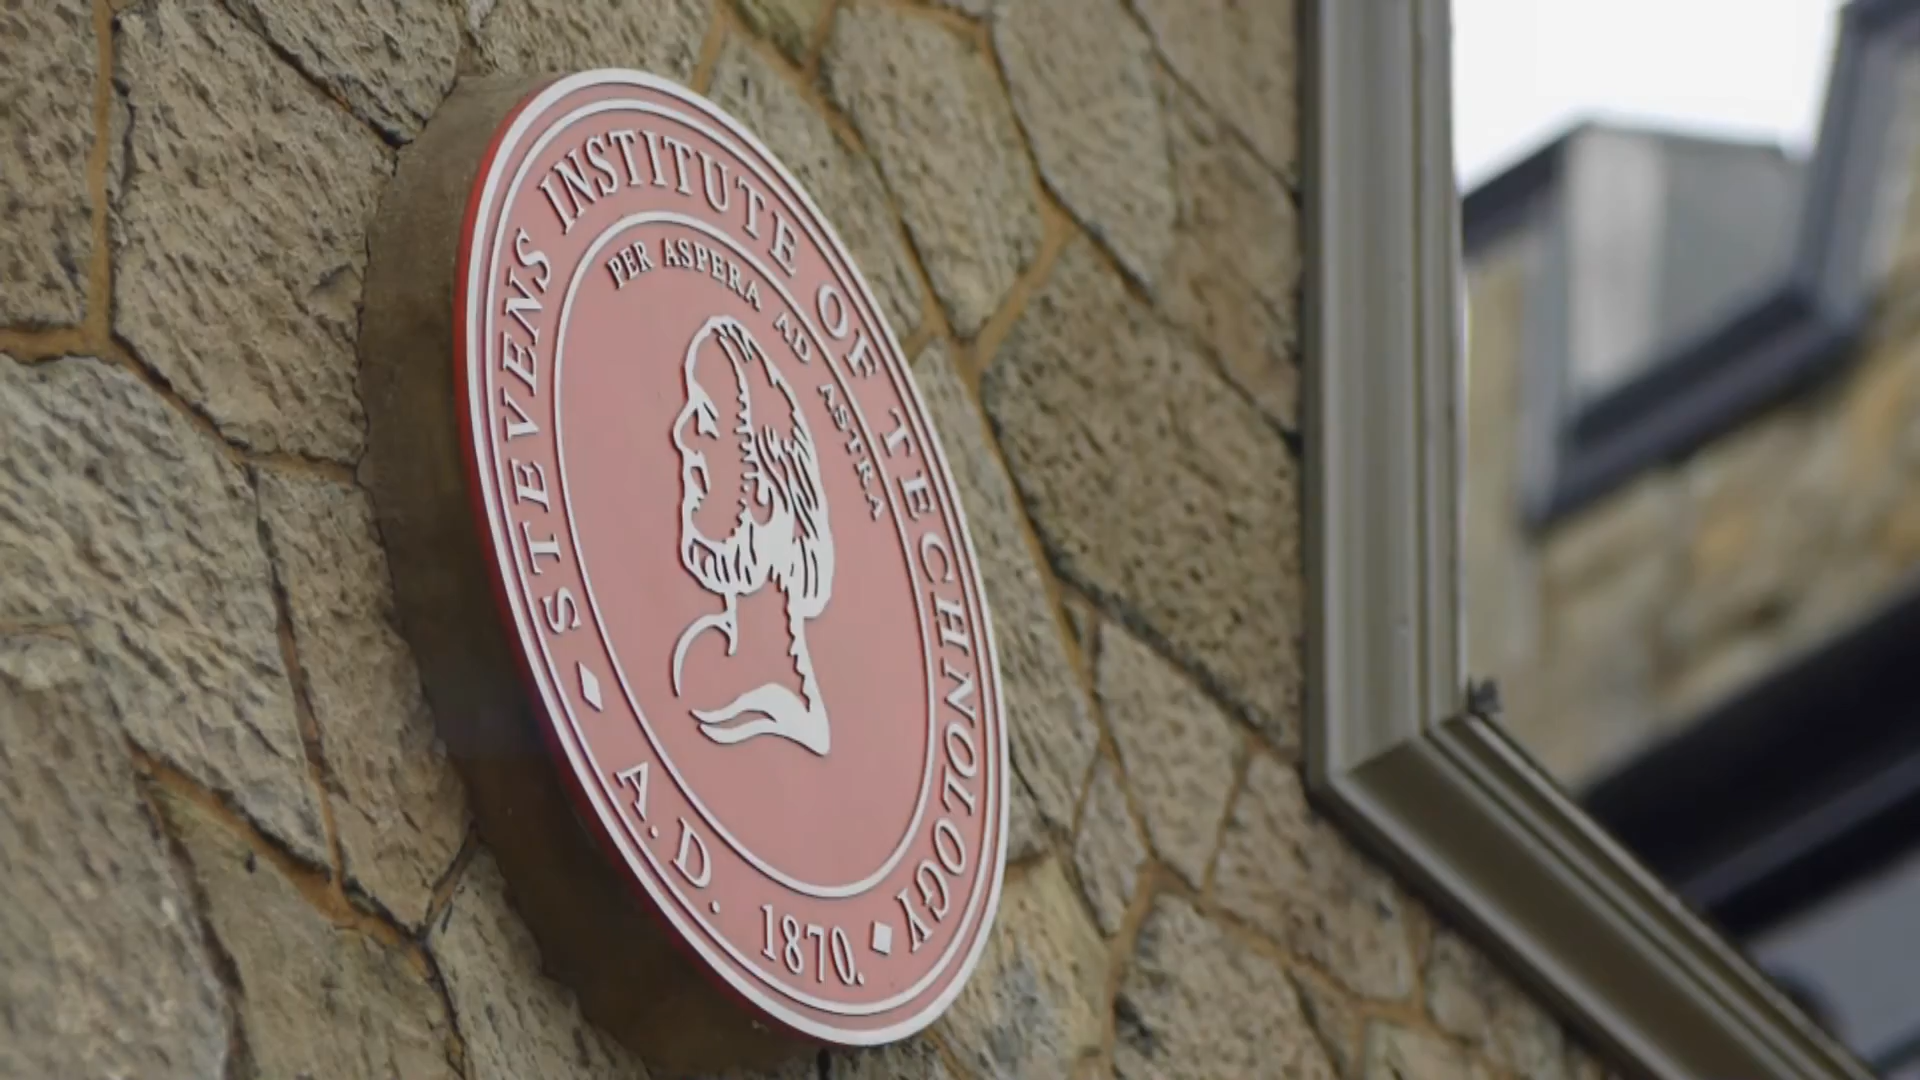 STEVENS INSTITUTE OF TECHNOLOGY
PER ASPERA AD ASTRA
A.D. 1870.